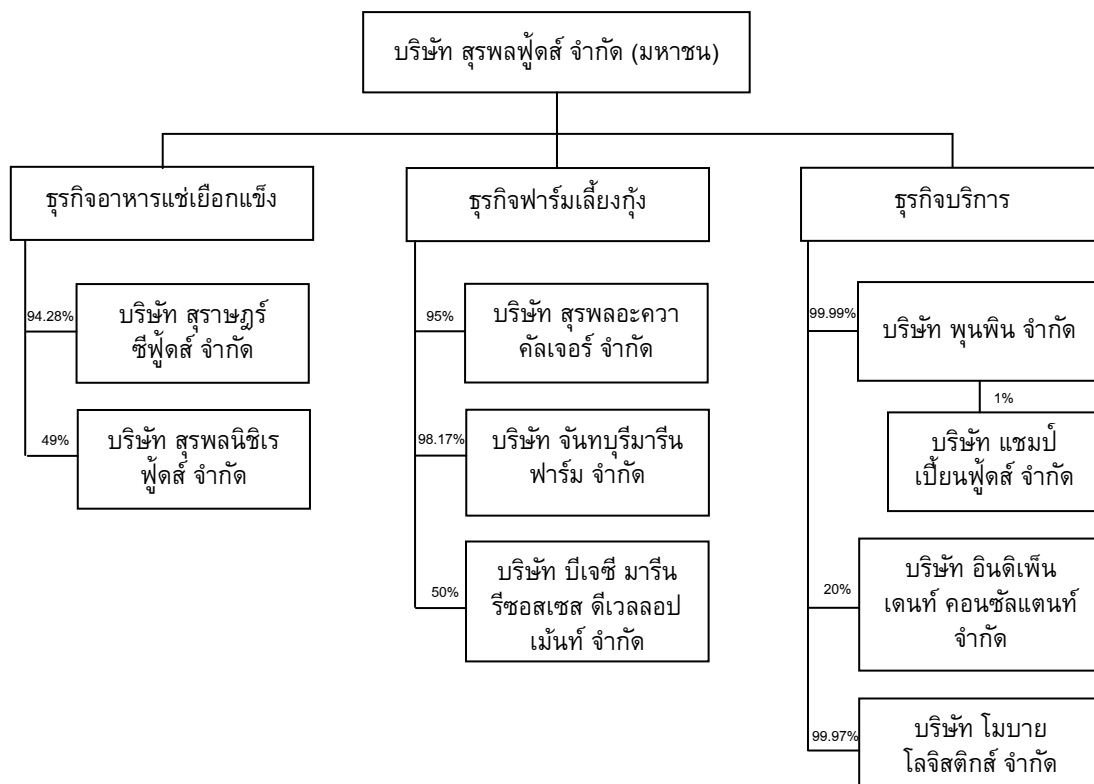 บริษัท สุรพลฟู้ดส์ จำกัด (มหาชน)
ธุรกิจอาหารแช่เยือกแข็ง
94.28%
บริษัท สุราษฎร์
ซีฟู้ดส์ จำกัด
49%
บริษัท สุรพลนิชิเร
ฟู้ดส์ จำกัด
ธุรกิจฟาร์มเลี้ยงกุ้ง
95%
บริษัท สุรพลอะควา
คัลเจอร์ จำกัด
98.17%
บริษัท จันทบุรีมารีน
ฟาร์ม จำกัด
50%
บริษัท บีเจซี มารีน
รีซอสเซส ดีเวลลอป
เม้นท์ จำกัด
ธุรกิจบริการ
99.99%
บริษัท พุนพิน จำกัด
1%
บริษัท แชมป์
เปี้ยนฟู้ดส์ จำกัด
20%
บริษัท อินดิเพ็น
เดนท์ คอนซัลแตนท์
จำกัด
99.97%
บริษัท โมบาย
โลจิสติกส์ จำกัด